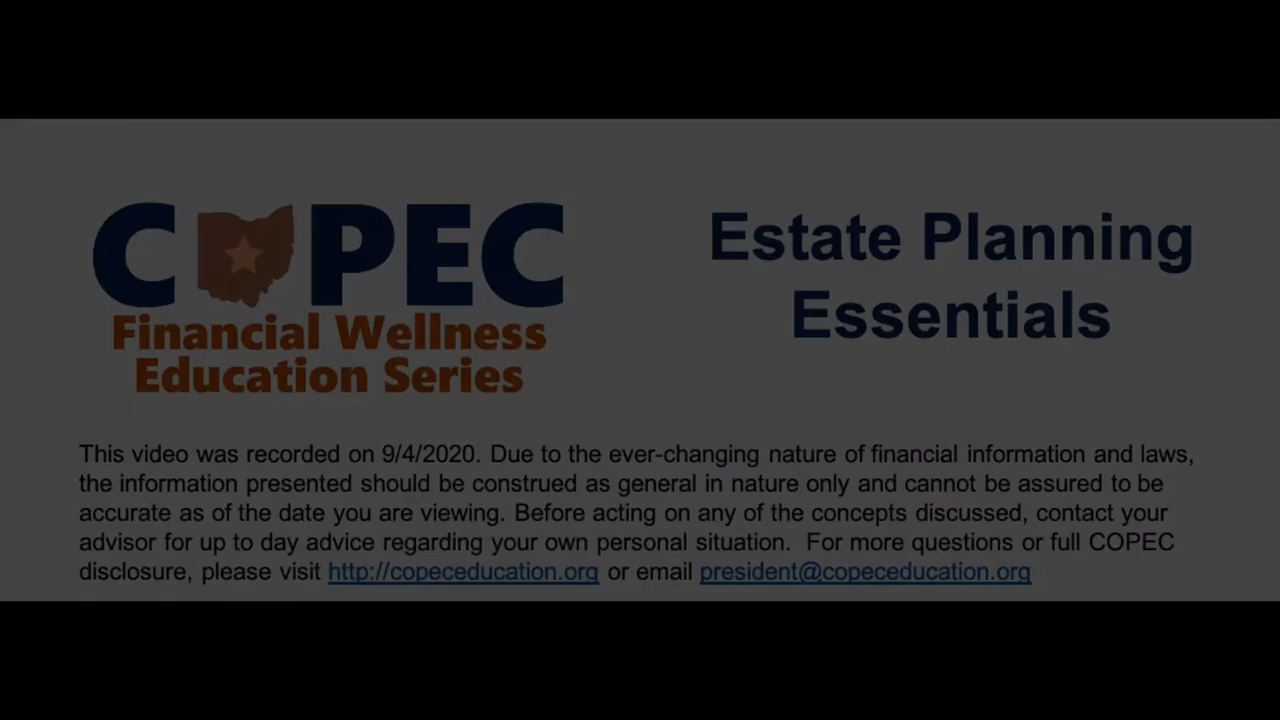 COPEC
Financial Wellness
Education Series
Estate Planning
Essentials
This video was recorded on 9/4/2020. Due to the ever-changing nature of financial information and laws,
the information presented should be construed as general in nature only and cannot be assured to be
accurate as of the date you are viewing. Before acting on any of the concepts discussed, contact your
advisor for up to day advice regarding your own personal situation. For more questions or full COPEC
disclosure, please visit http://copeceducation.org or email president@copeceducation.org